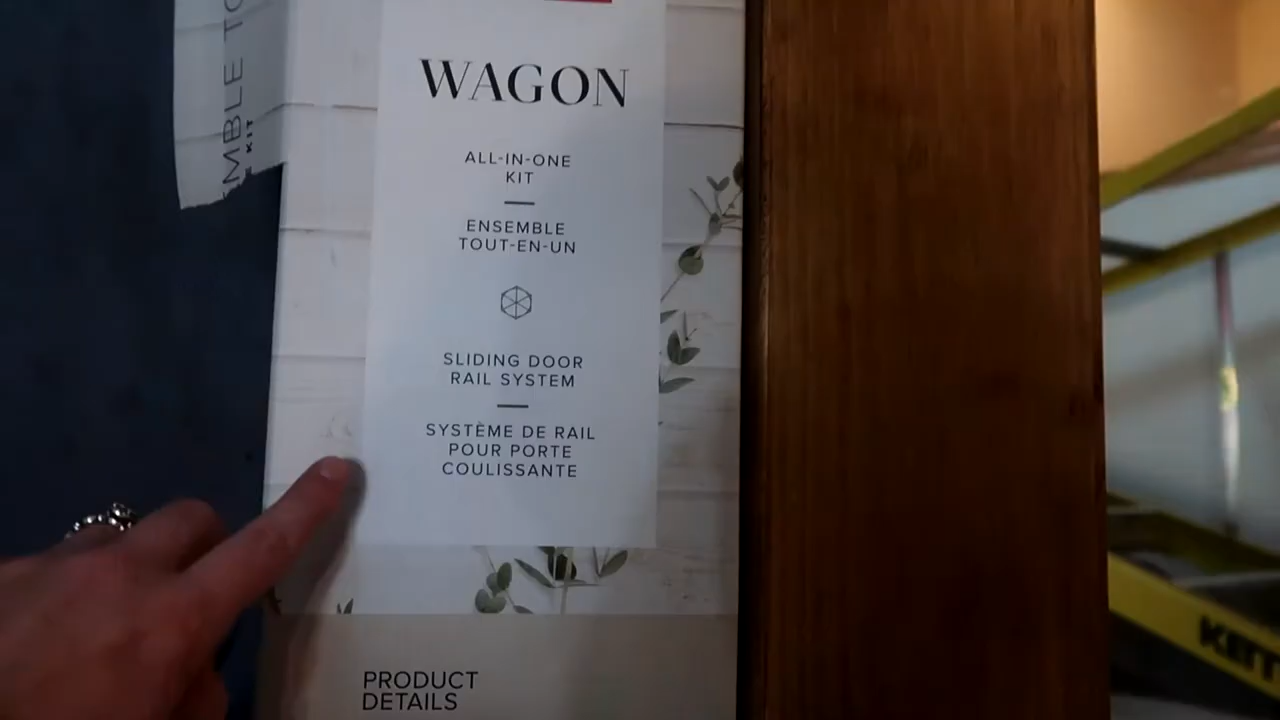 WAGON
ALL-IN-ONE
KIT
ENSEMBLE
TOUT-EN-UN
SLIDING DOOR
RAIL SYSTEM
SYSTÈME DE RAIL
POUR PORTE
COULISSANTE
PRODUCT
DETAILS
KIT